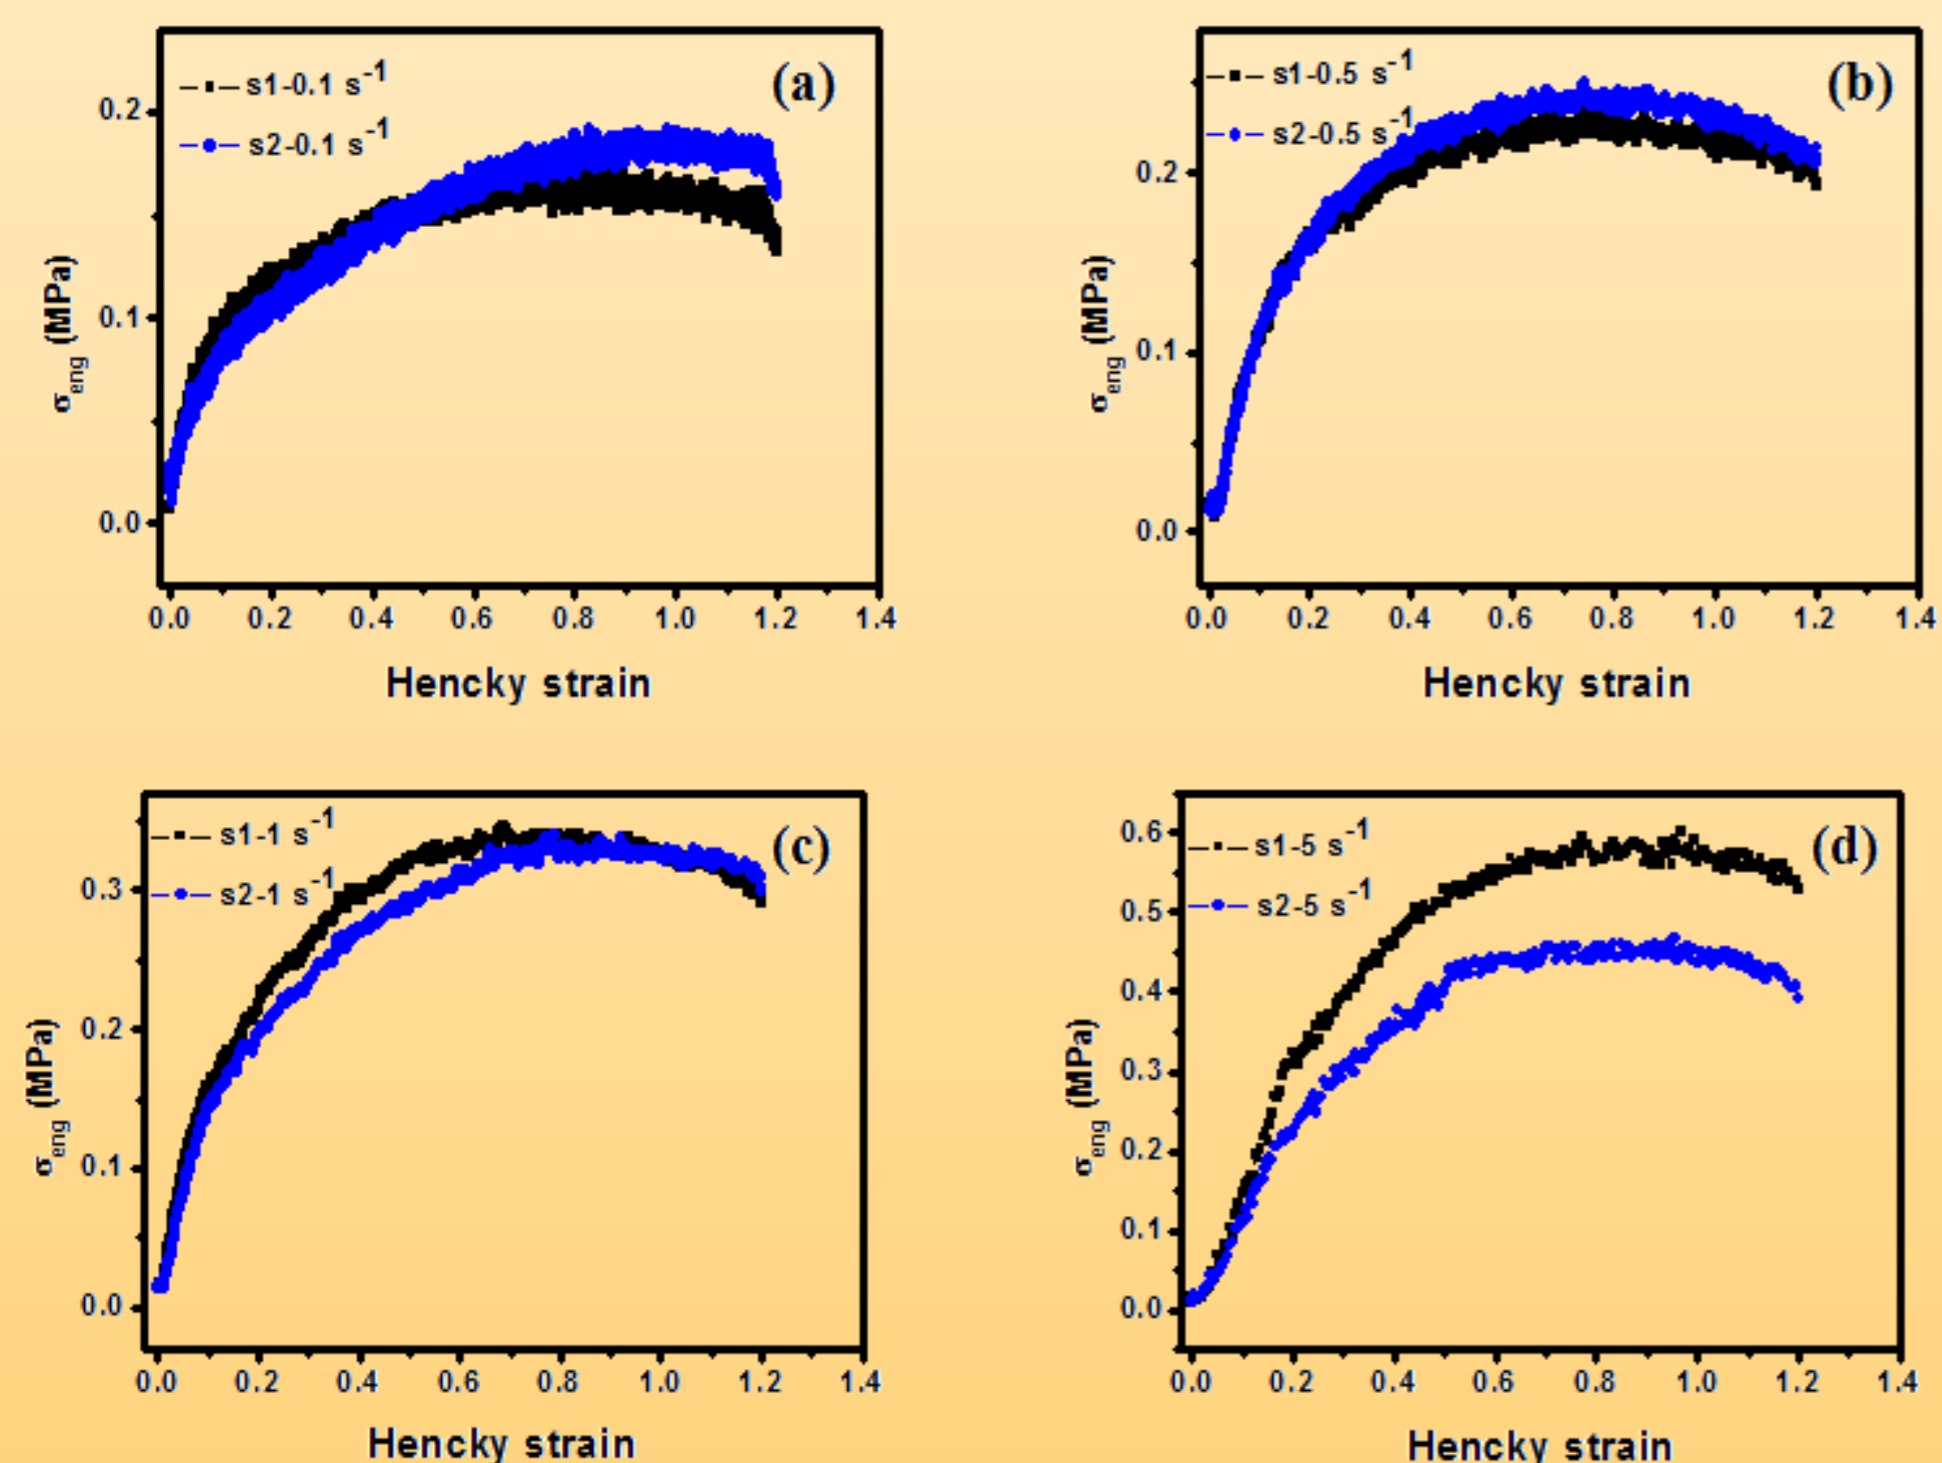 s1-0.1 s-1
s2-0.1 s-1
(a)
0.2
0.1
0.0
σeng (MPa)
0.0 0.2 0.4 0.6 0.8 1.0 1.2 1.4
Hencky strain
s1-0.5 s-1
s2-0.5 s-1
(b)
0.2
0.1
0.0
σeng (MPa)
0.0 0.2 0.4 0.6 0.8 1.0 1.2 1.4
Hencky strain
s1-1 s-1
s2-1 s-1
(c)
0.3
0.2
0.1
0.0
σeng (MPa)
0.0 0.2 0.4 0.6 0.8 1.0 1.2 1.4
Hencky strain
s1-5 s-1
s2-5 s-1
(d)
0.6
0.5
0.4
0.3
0.2
0.1
0.0
σeng (MPa)
0.0 0.2 0.4 0.6 0.8 1.0 1.2 1.4
Hencky strain